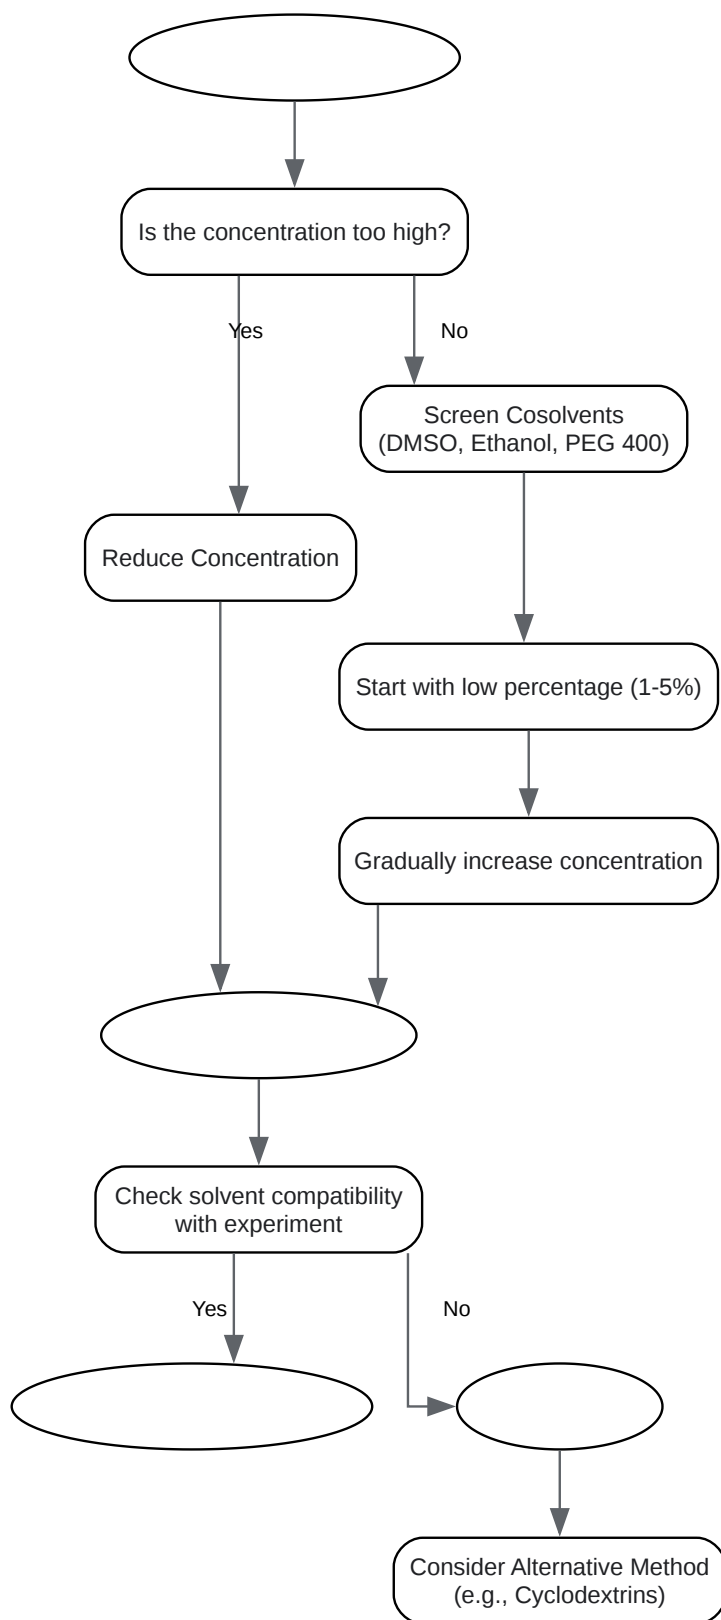 Is the concentration too high?
Yes
No
Screen Cosolvents
(DMSO, Ethanol, PEG 400)
Reduce Concentration
Start with low percentage (1-5%)
Gradually increase concentration
Check solvent compatibility
with experiment
Yes
No
Consider Alternative Method
(e.g., Cyclodextrins)